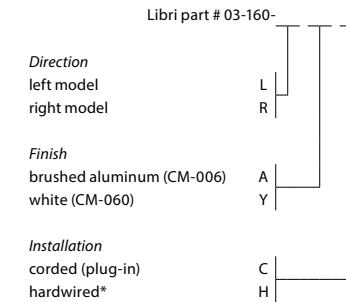 Libri part # 03-160-
Direction
left model L
right model R
Finish
brushed aluminum (CM-006) A
white (CM-060) Y
Installation
corded (plug-in) C
hardwired* H